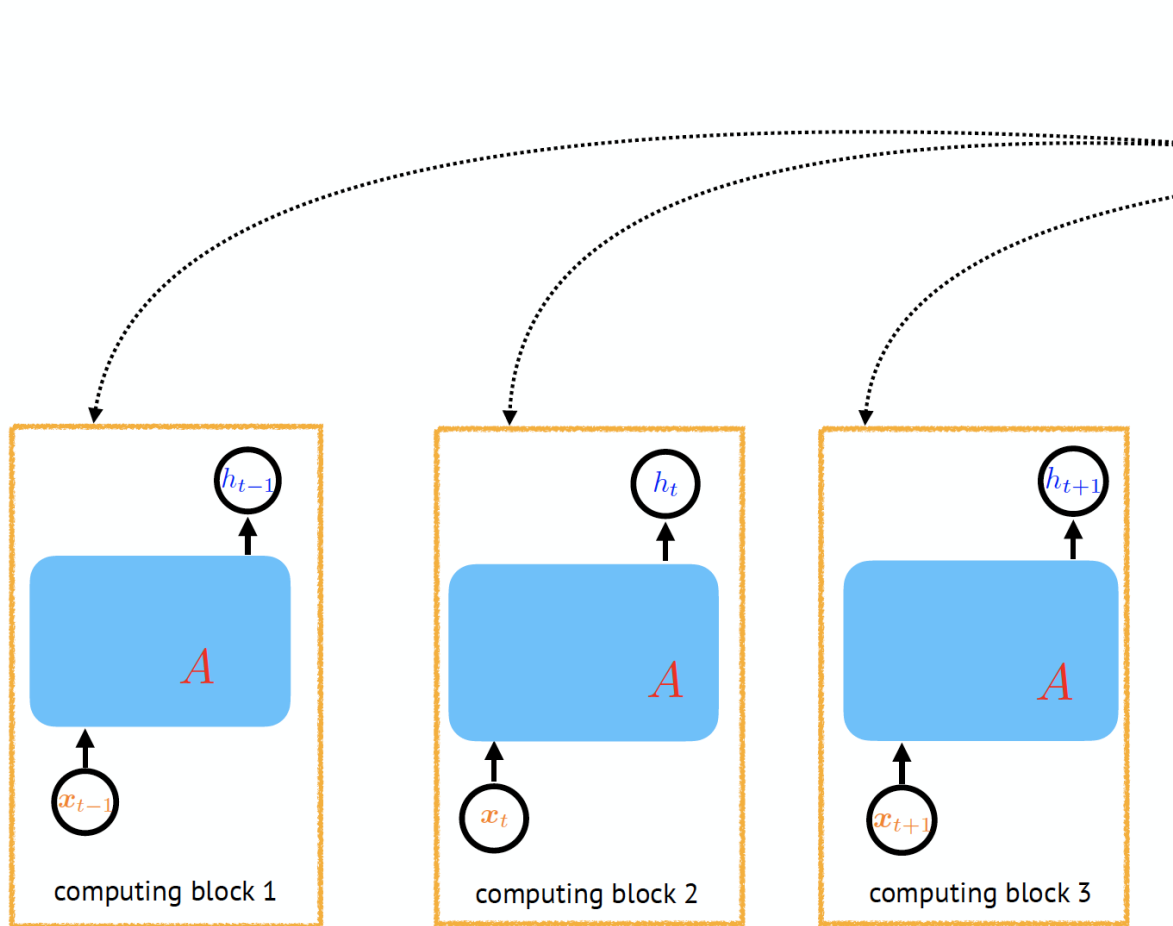 h_{t-1}
h_t
h_{t+1}
A
A
A
x_{t-1}
x_t
x_{t+1}
computing block 1
computing block 2
computing block 3